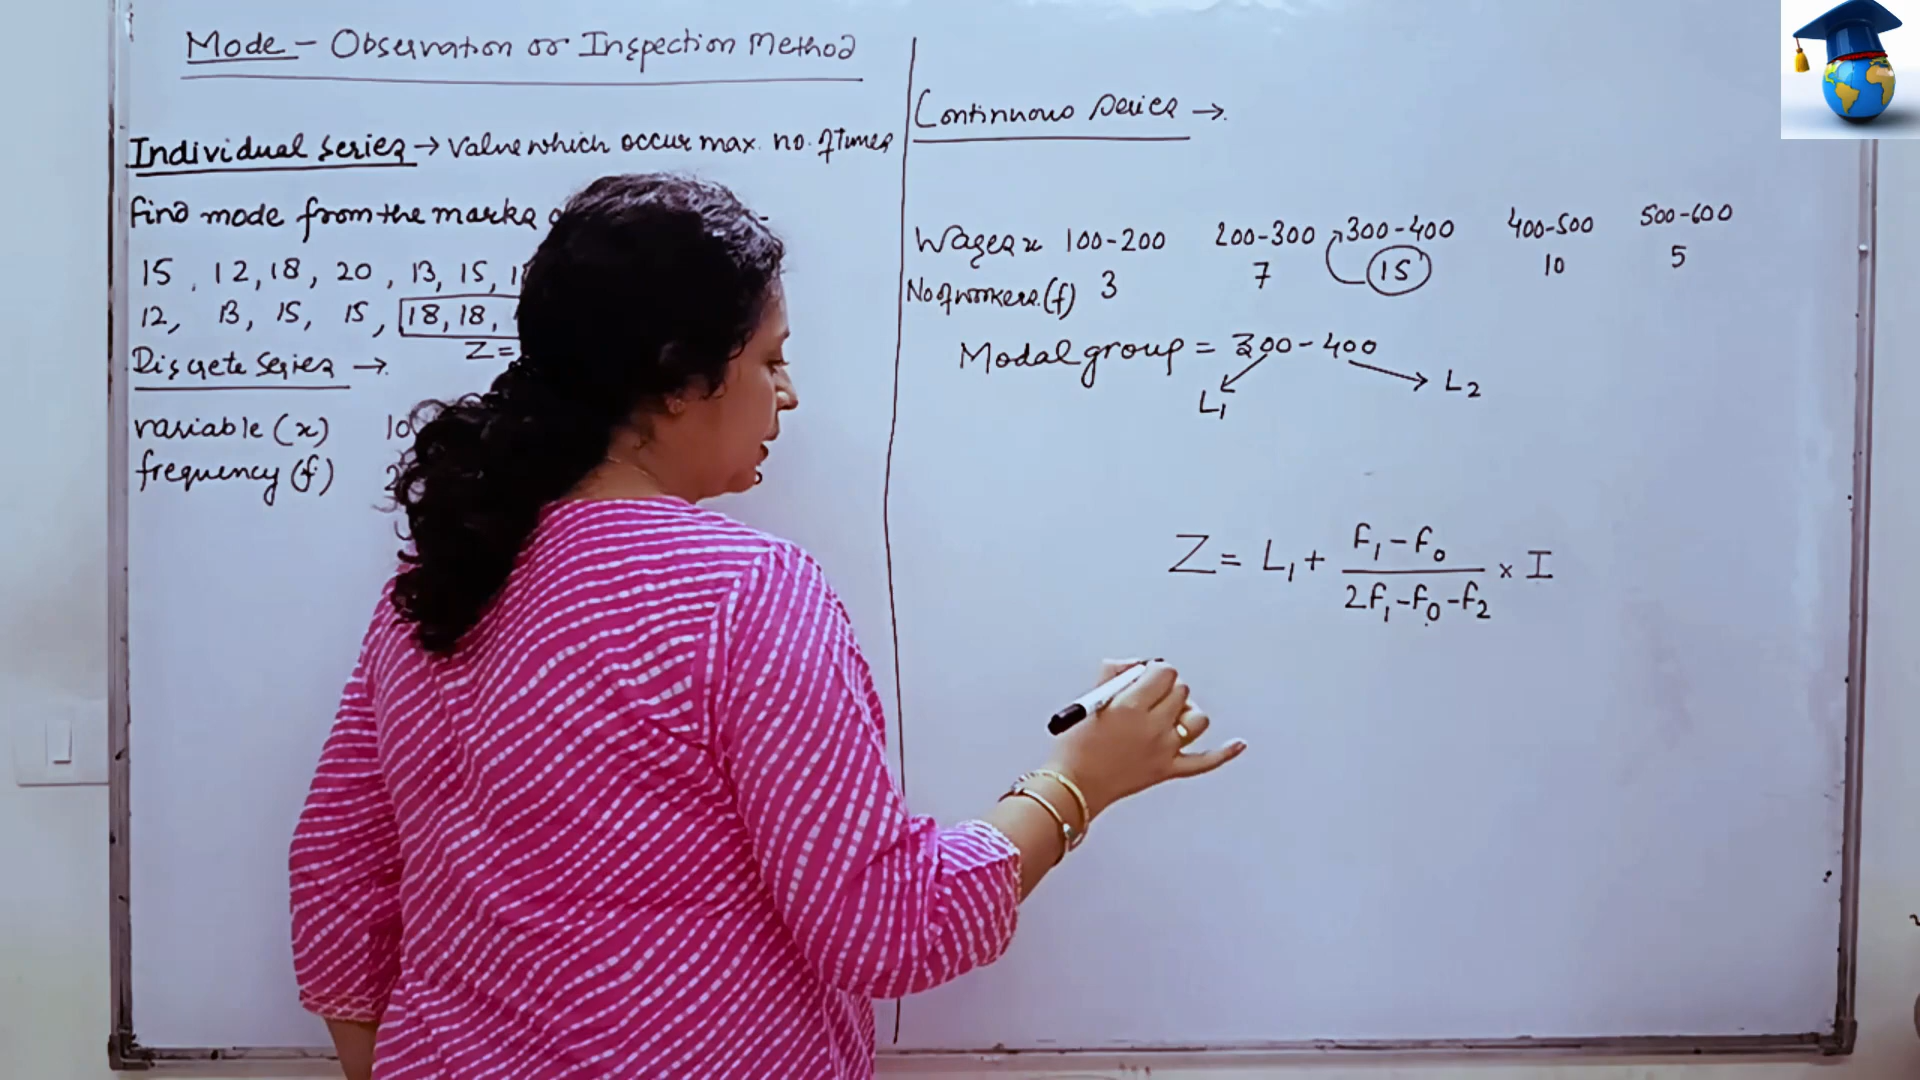 Mode - Observation or Inspection Method
Individual series → Value which occur max. no. of times
find mode from the marks
15, 12, 18, 20, 13, 15,
12, 13, 15, 15, 18, 18,
Z=
Discrete series →
variable (x) 10
frequency (f) 2
Continuous series →
Wages x 100-200 200-300 300-400 400-500 500-600
No of workers (f) 3 7 15 10 5
Modal group = 300 - 400
L1 L2
Z = L1 + f1 - f0 / 2f1 - f0 - f2 × I